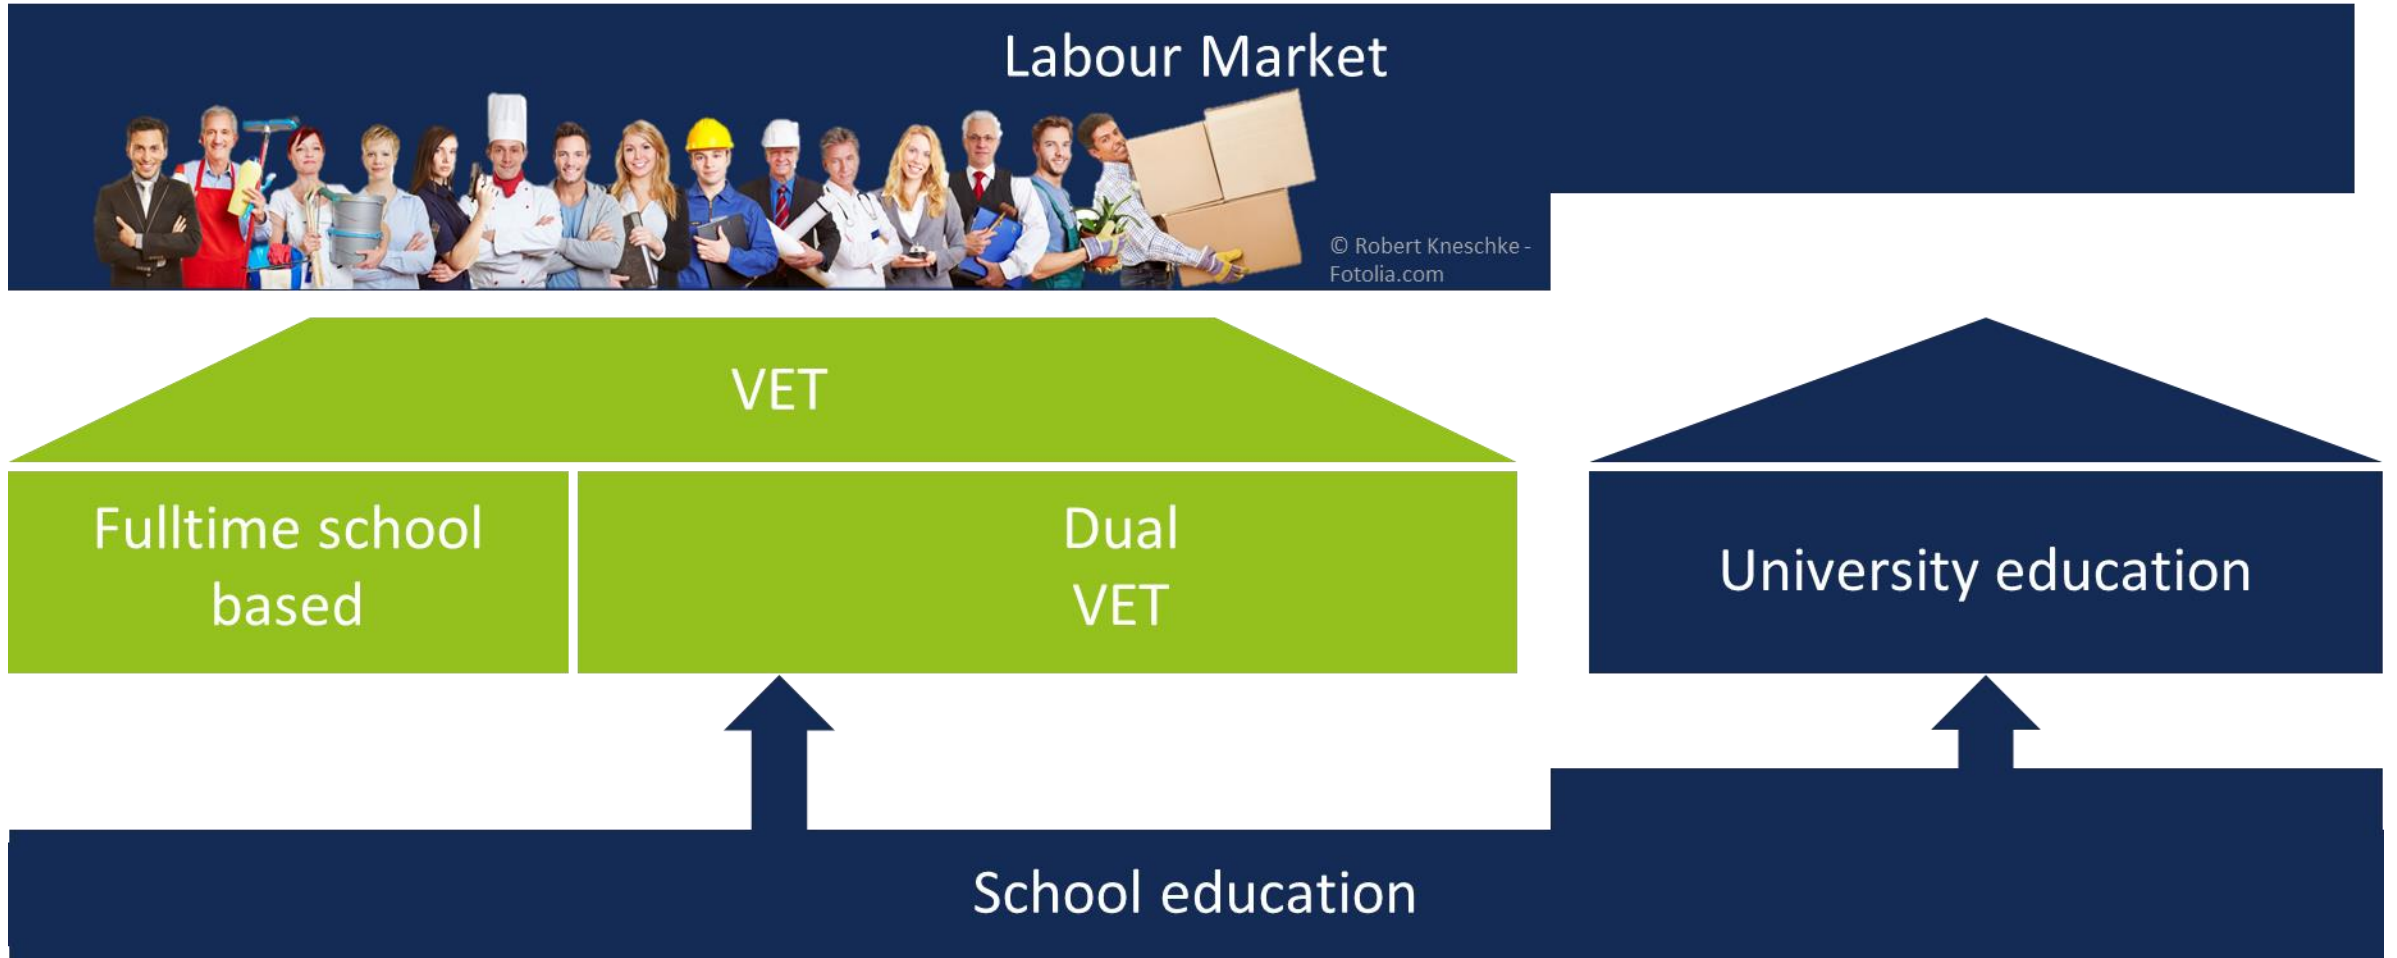 Labour Market
© Robert Kneschke -
Fotolia.com
VET
Fulltime school
based
Dual
VET
University education
School education